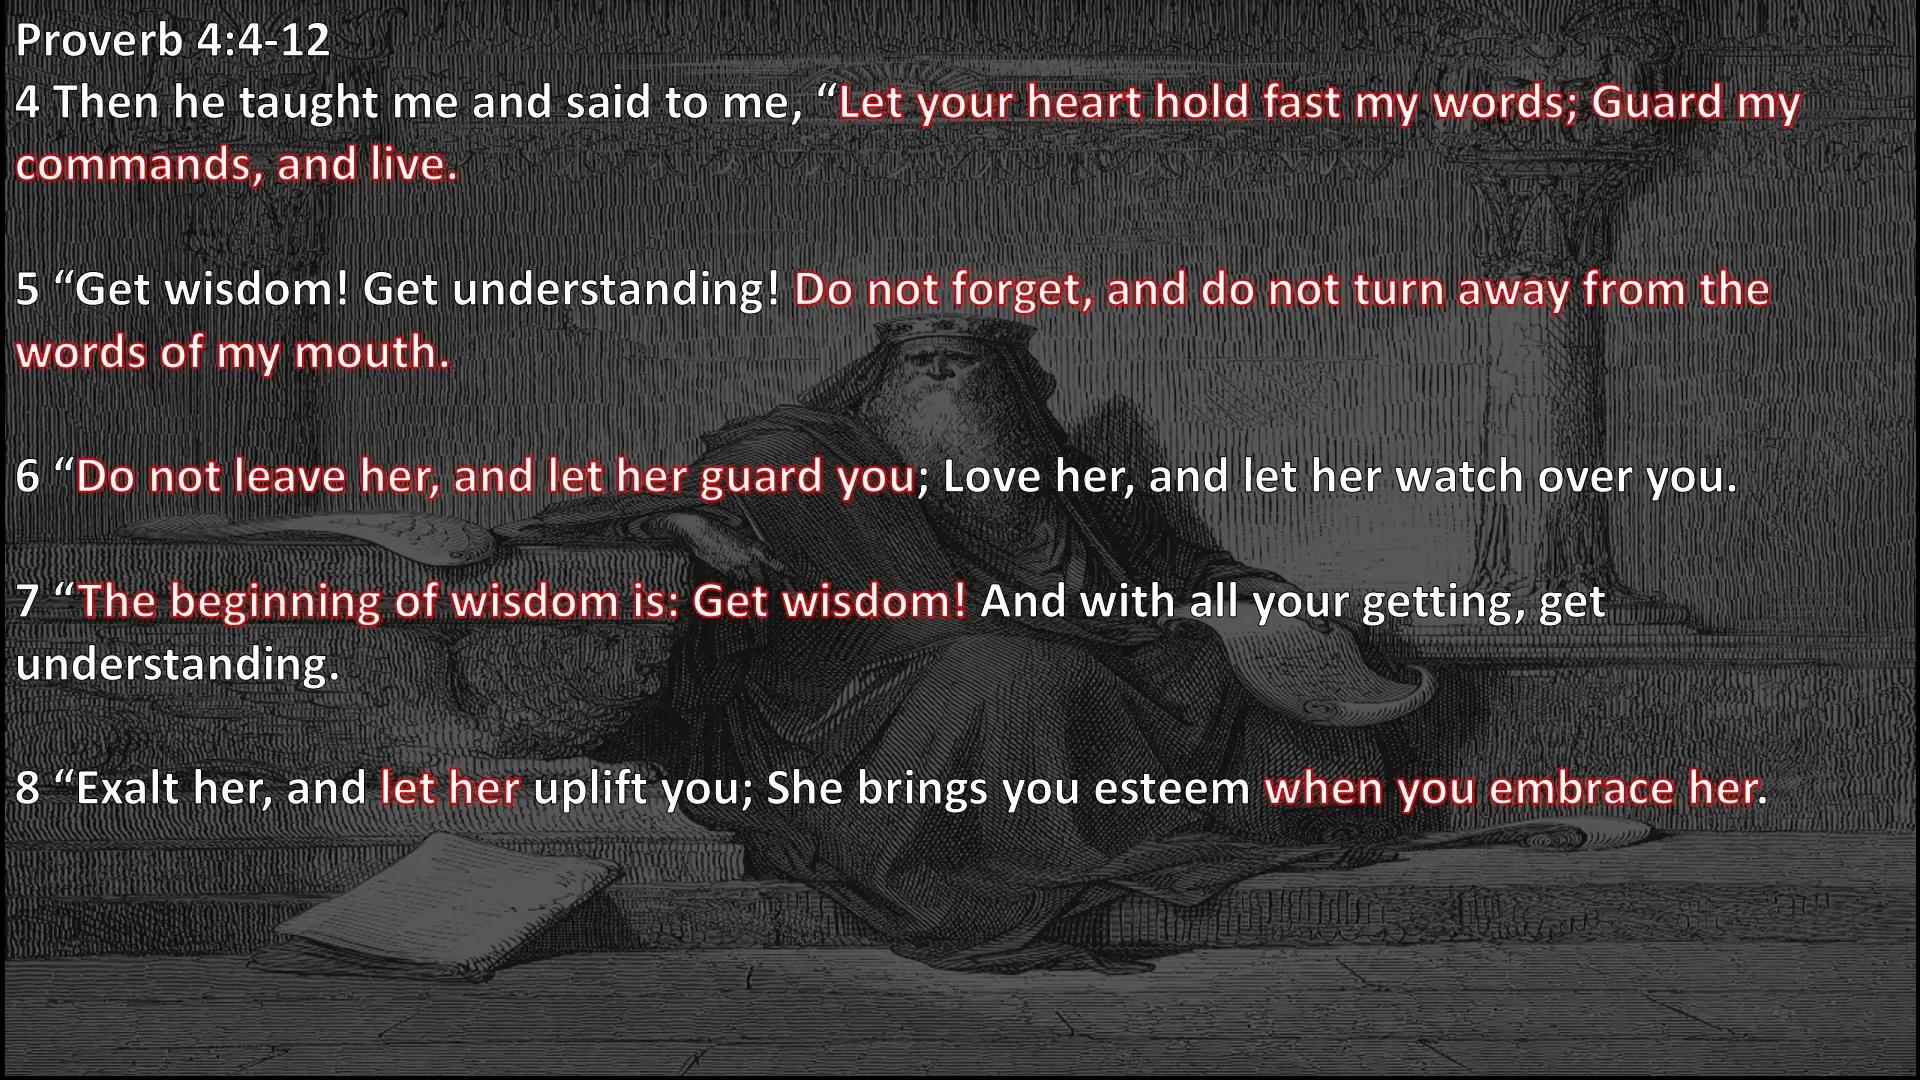 Proverb 4:4-12
4 Then he taught me and said to me, “Let your heart hold fast my words; Guard my
commands, and live.
5 “Get wisdom! Get understanding! Do not forget, and do not turn away from the
words of my mouth.
6 “Do not leave her, and let her guard you; Love her, and let her watch over you.
7 “The beginning of wisdom is: Get wisdom! And with all your getting, get
understanding.
8 “Exalt her, and let her uplift you; She brings you esteem when you embrace her.